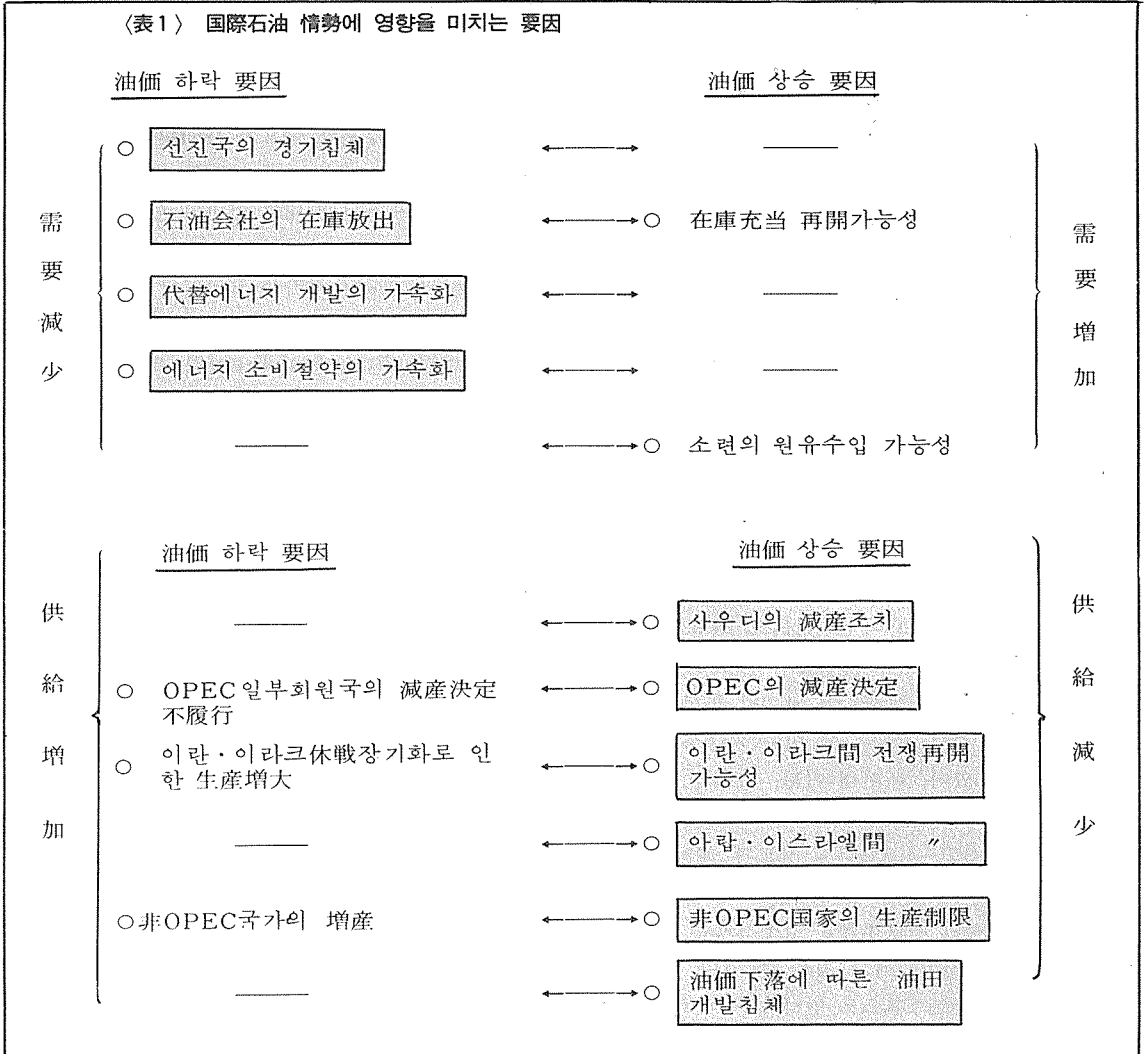 〈表1〉 国際石油 情勢에 영향을 미치는 要因
油価 하락 要因 油価 상승 要因
○ 선진국의 경기침체 ←→ ——
○ 石油会社의 在庫放出 ←→ ○ 在庫充当 再開가능성
○ 代替에너지 개발의 가속화 ←→ ——
○ 에너지 소비절약의 가속화 ←→ ——
—— ←→ ○ 소련의 원유수입 가능성
需要減少
需要増加
油価 하락 要因 油価 상승 要因
—— ←→ ○ 사우디의 減産조치
○ OPEC일부회원국의 減産決定 ←→ ○ OPEC의 減産決定
不履行
○ 이란·이라크休戦장기화로 인 ←→ ○ 이란·이라크間 전쟁再開
한 生産増大 가능성
—— ←→ ○ 아랍·이스라엘間 〃
○非OPEC국가의 増産 ←→ ○ 非OPEC国家의 生産制限
—— ←→ ○ 油価下落에 따른 油田
개발침체
供給増加
供給減少